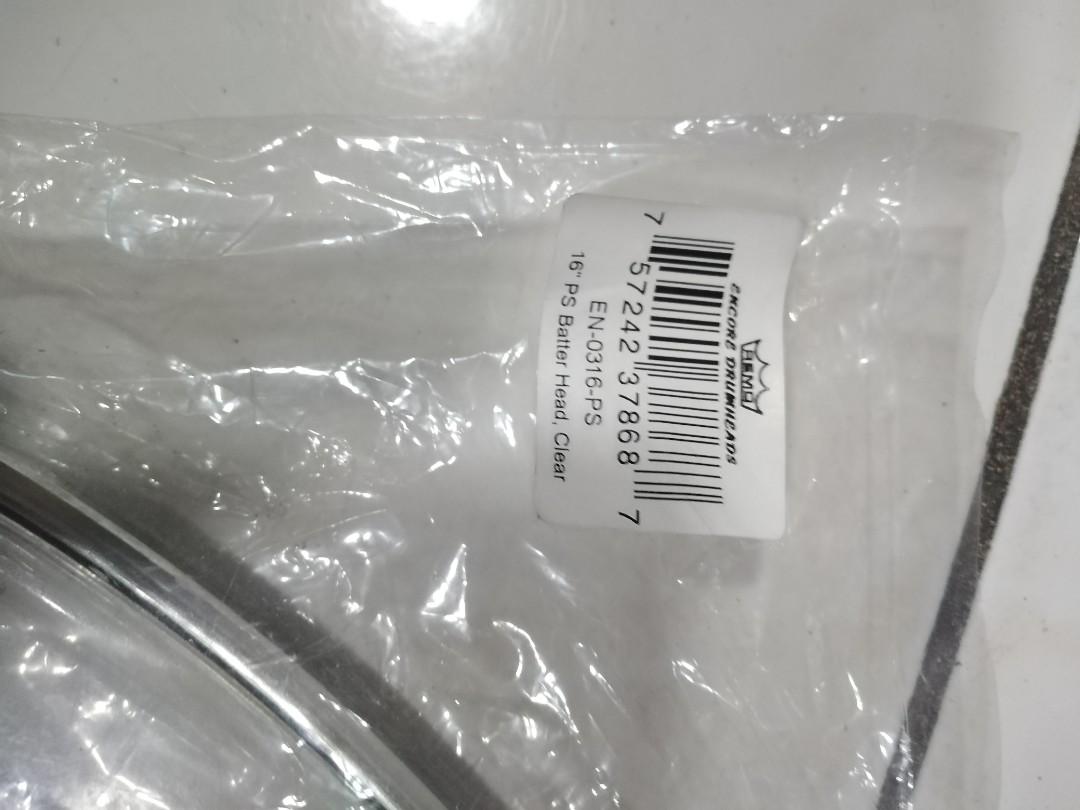 REMO
ENCORE DRUMHEADS
7 57242 37868 7
EN-0316-PS
16" PS Batter Head, Clear